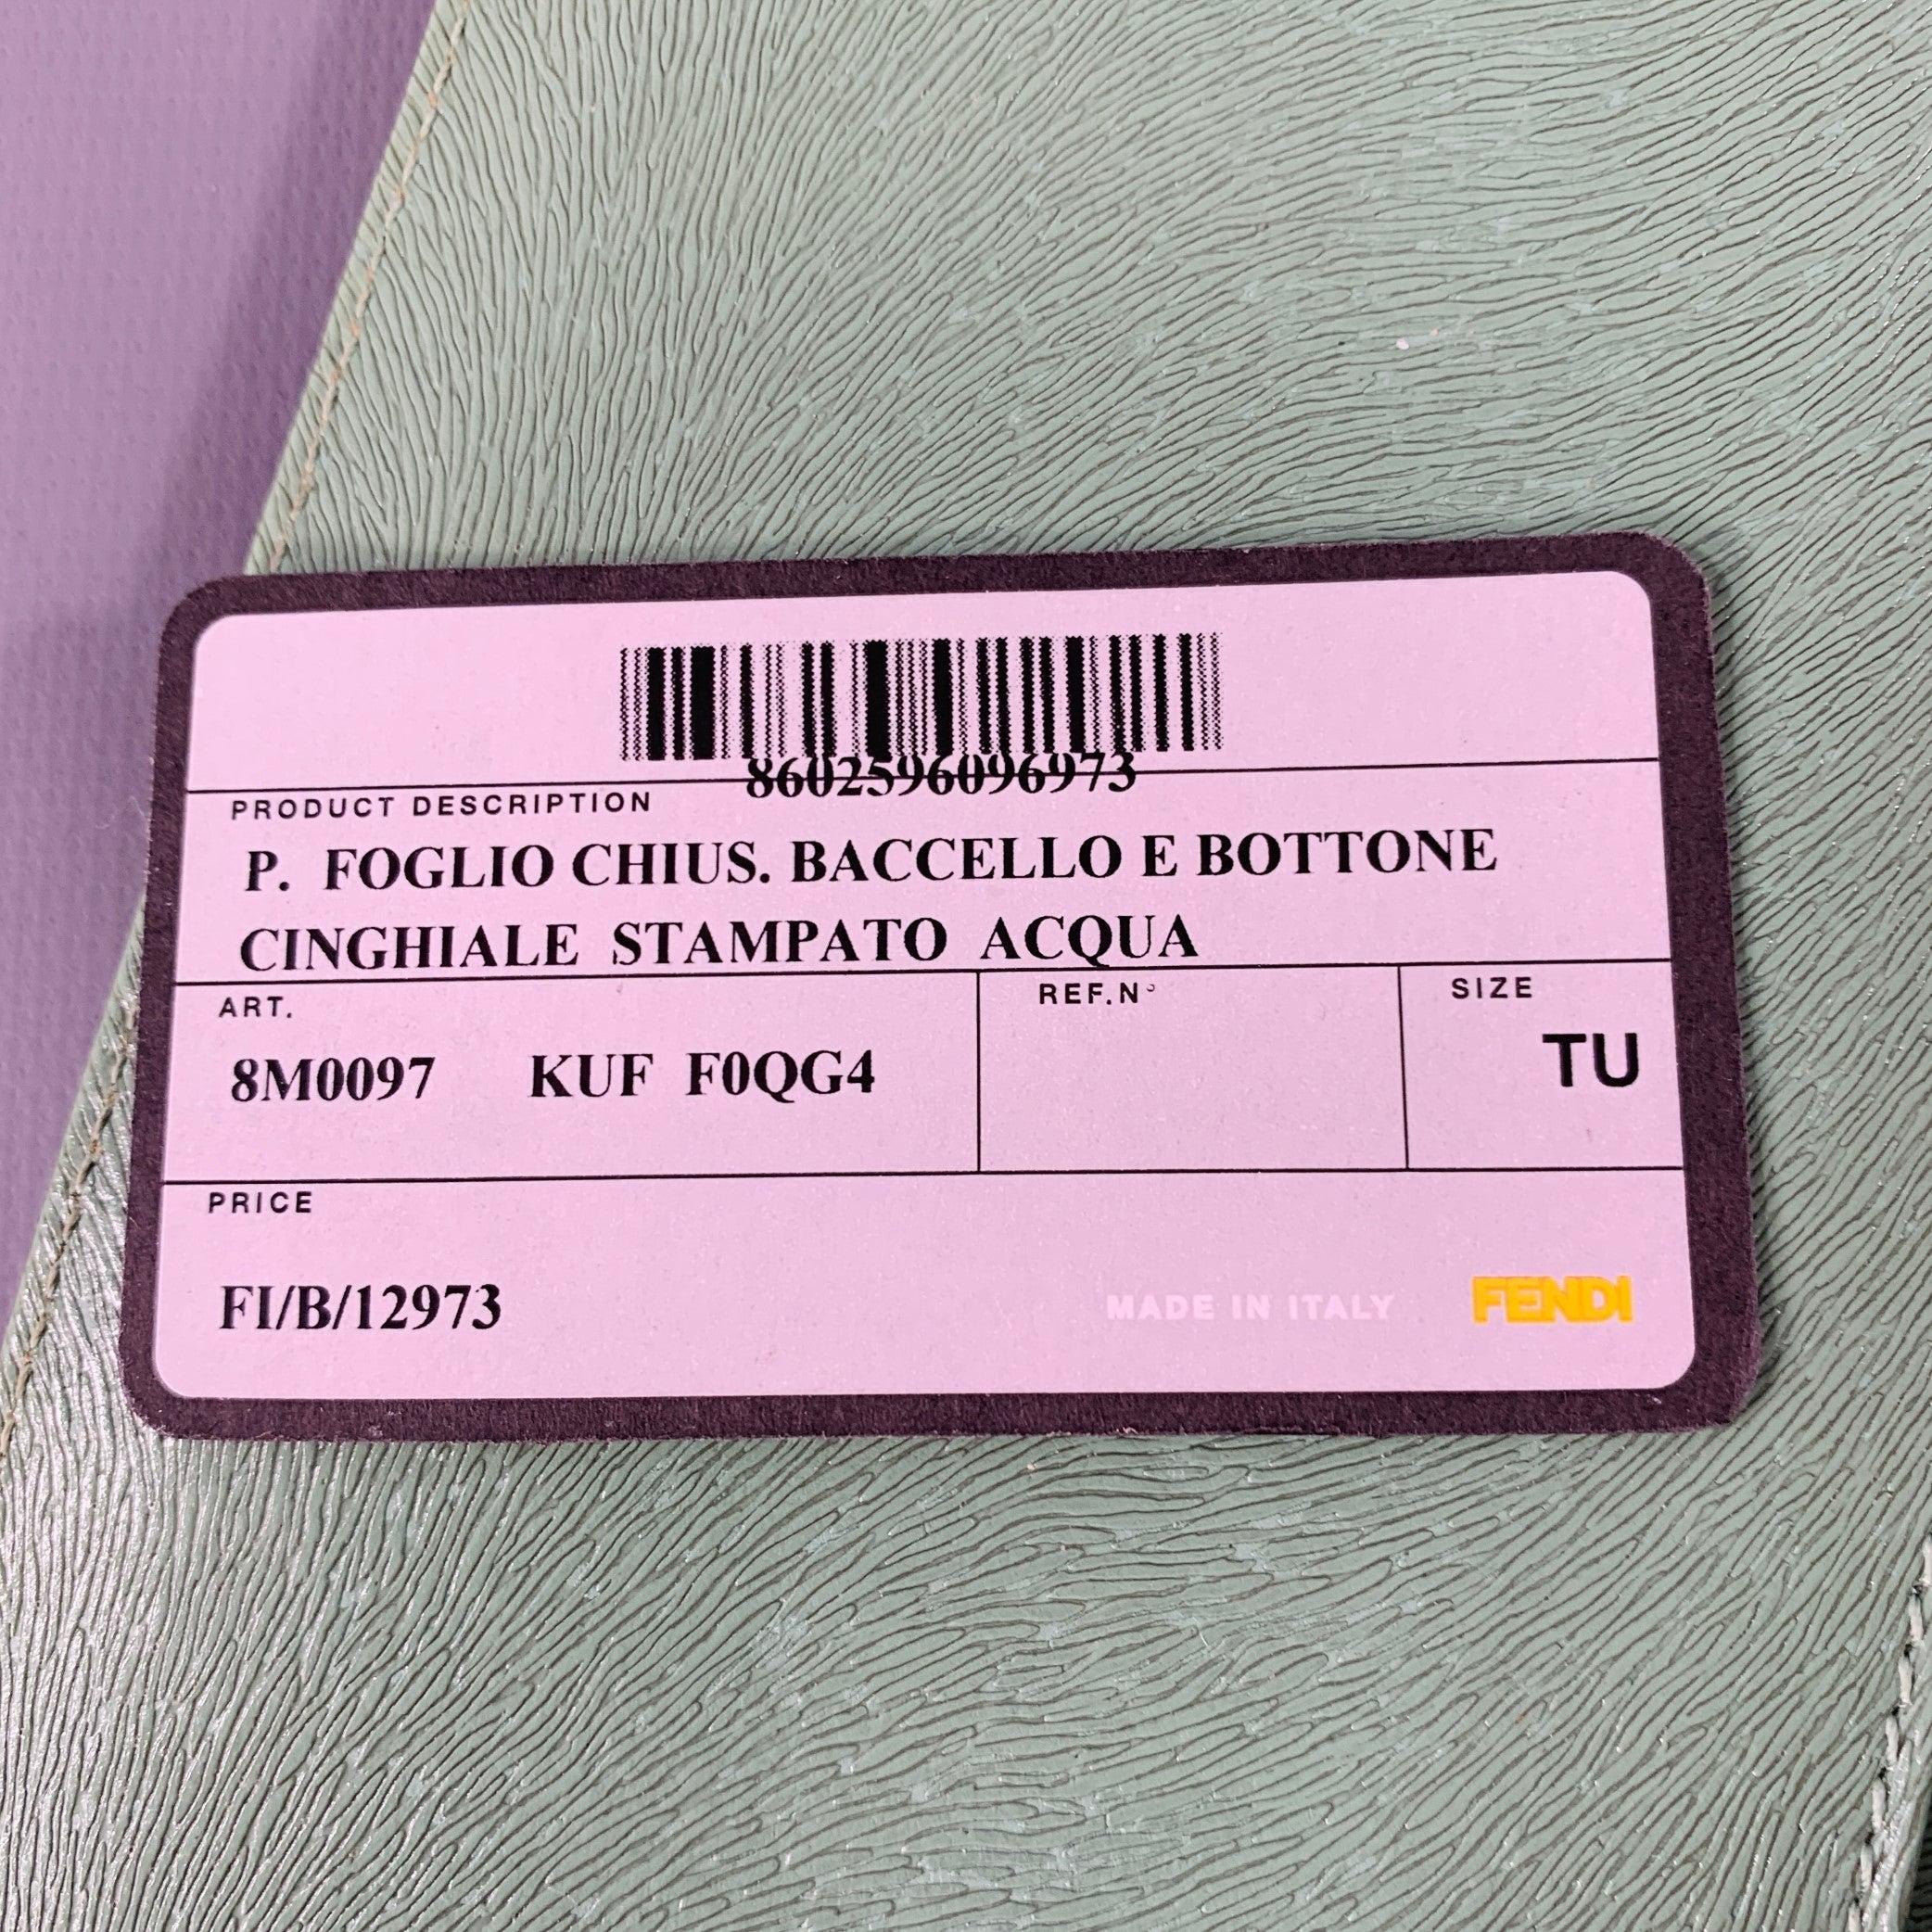 8602596096973
PRODUCT DESCRIPTION
P. FOGLIO CHIUS. BACCELLO E BOTTONE
CINGHIALE STAMPATO ACQUA
ART.
8M0097 KUF F0QG4
REF.N°
SIZE
TU
PRICE
FI/B/12973
MADE IN ITALY FENDI